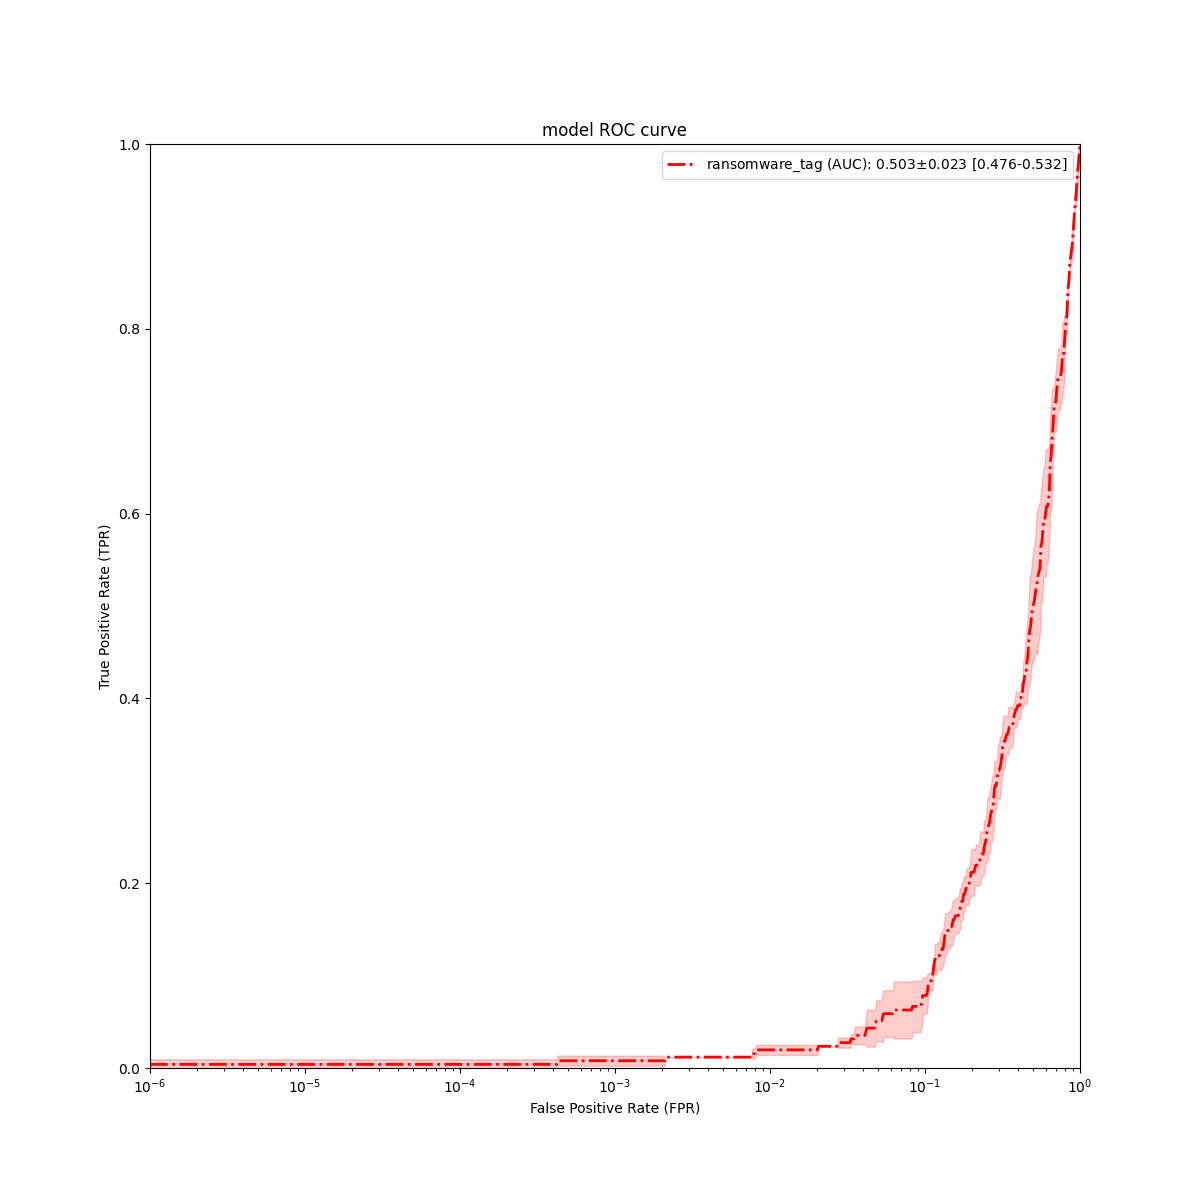 model ROC curve
ransomware_tag (AUC): 0.503±0.023 [0.476-0.532]
1.0
0.8
0.6
0.4
0.2
0.0
True Positive Rate (TPR)
10⁻⁶ 10⁻⁵ 10⁻⁴ 10⁻³ 10⁻² 10⁻¹ 10⁰
False Positive Rate (FPR)